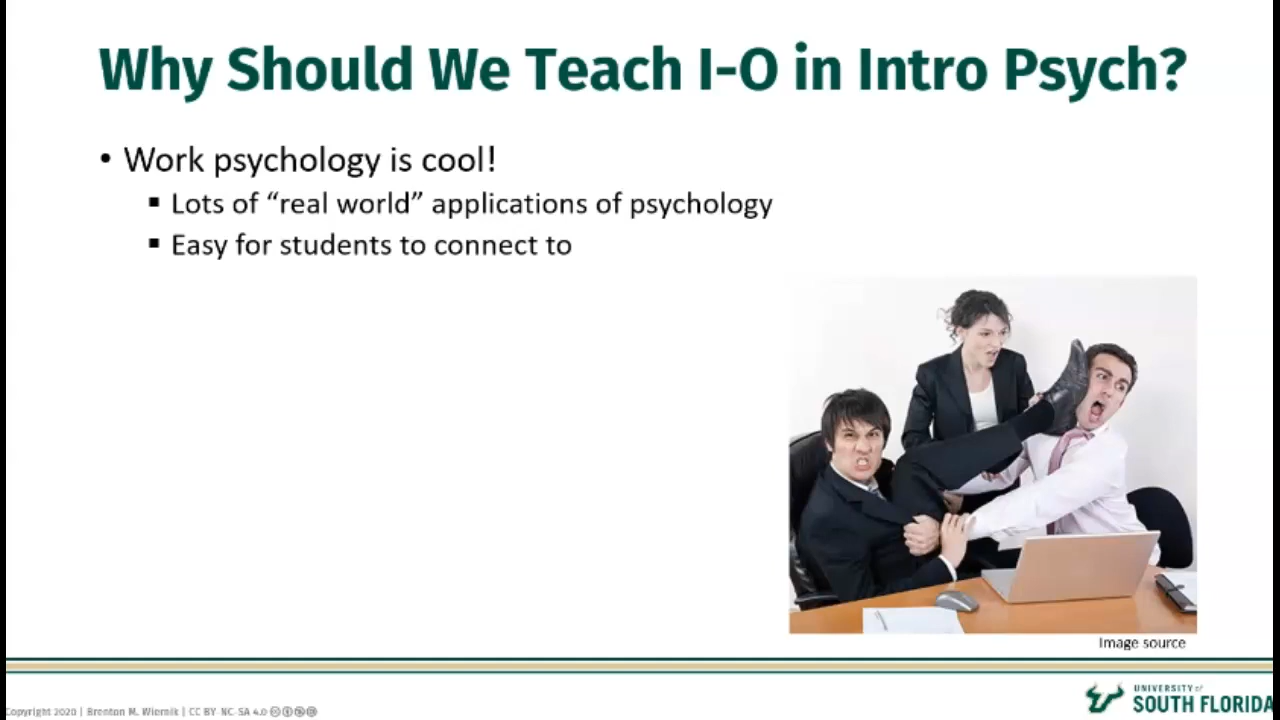 Why Should We Teach I-O in Intro Psych?
• Work psychology is cool!
▪ Lots of “real world” applications of psychology
▪ Easy for students to connect to
Image source
Copyright 2020 | Brenton M. Wiernik | CC BY-NC-SA 4.0
UNIVERSITY of
SOUTH FLORIDA